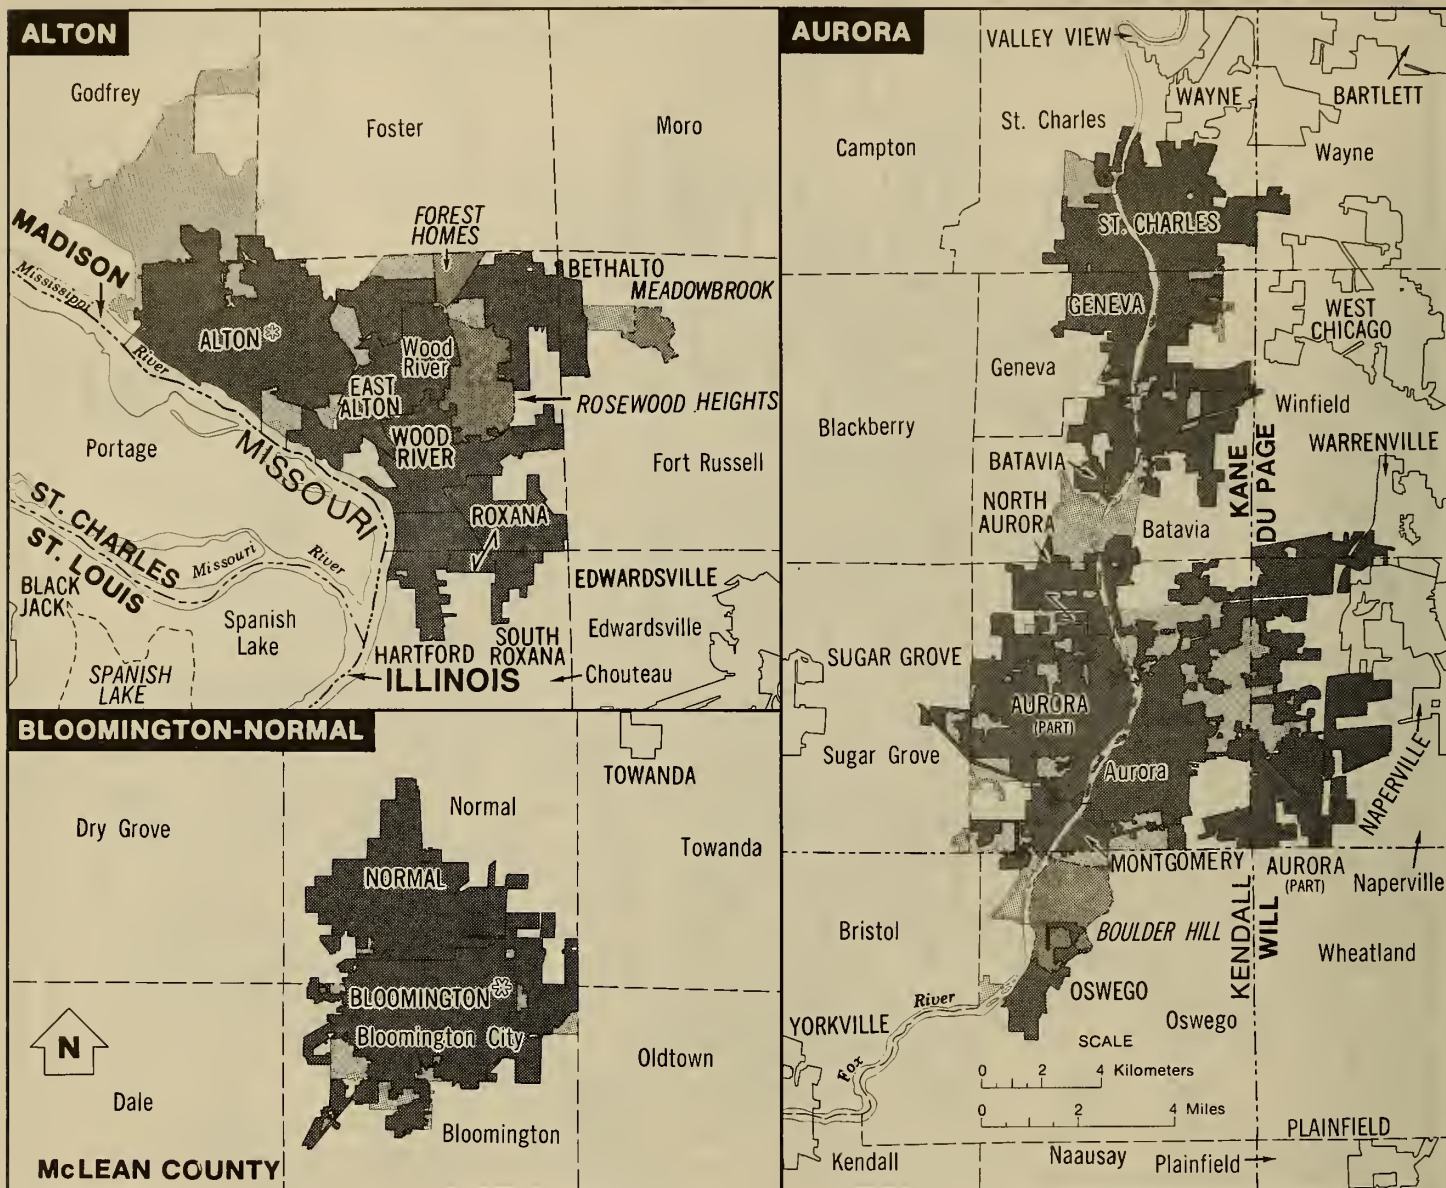 ALTON
Godfrey
Foster
Moro
MADISON
Mississippi
River
FOREST
HOMES
BETHALTO
MEADOWBROOK
ALTON
Wood
River
EAST
ALTON
WOOD
RIVER
ROSEWOOD HEIGHTS
Portage
MISSOURI
Fort Russell
ST. CHARLES
ST. LOUIS
Missouri
River
ROXANA
BLACK
JACK
Spanish
Lake
SPANISH
LAKE
EDWARDSVILLE
Edwardsville
HARTFORD
SOUTH
ROXANA
ILLINOIS
Chouteau
BLOOMINGTON-NORMAL
TOWANDA
Dry Grove
Normal
Towanda
NORMAL
BLOOMINGTON
Bloomington City
N
Dale
Oldtown
Bloomington
McLEAN COUNTY
AURORA
VALLEY VIEW
WAYNE
BARTLETT
St. Charles
Campton
Wayne
ST. CHARLES
GENEVA
WEST
CHICAGO
Geneva
Blackberry
Winfield
WARRENVILLE
BATAVIA
KANE
DU PAGE
NORTH
AURORA
Batavia
SUGAR GROVE
AURORA
(PART)
Sugar Grove
Aurora
NAPERVILLE
MONTGOMERY
AURORA
(PART)
Naperville
KENDALL
WILL
Bristol
BOULDER HILL
Wheatland
OSWEGO
River
Fox
YORKVILLE
Oswego
SCALE
0 2 4 Kilometers
0 2 4 Miles
PLAINFIELD
Kendall
Naausay
Plainfield